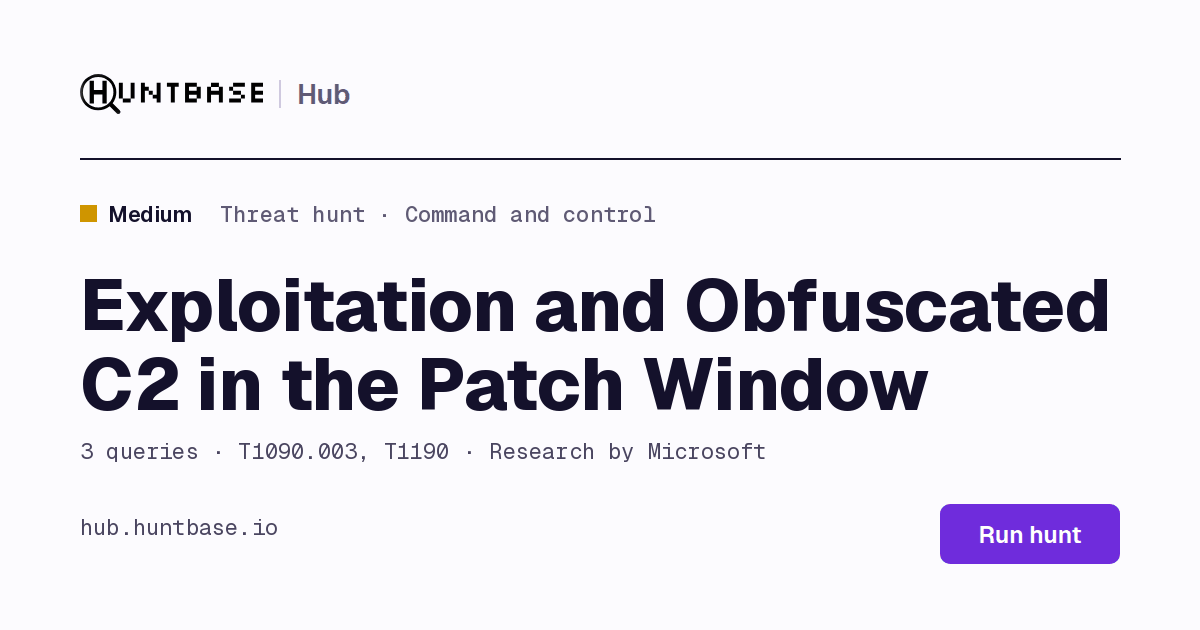 HUNTBASE | Hub
Medium Threat hunt · Command and control
Exploitation and Obfuscated
C2 in the Patch Window
3 queries · T1090.003, T1190 · Research by Microsoft
hub.huntbase.io
Run hunt